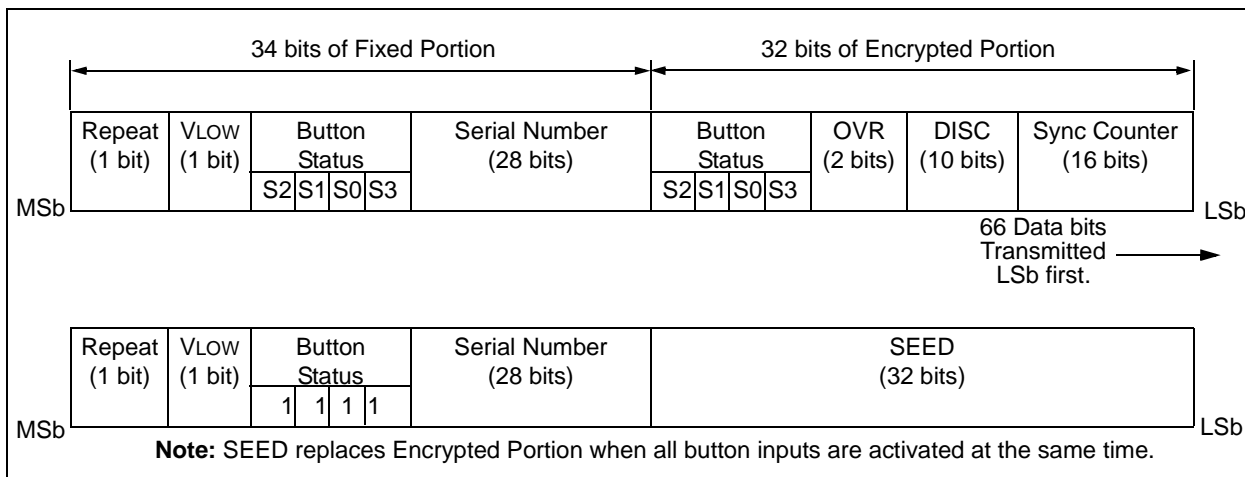 34 bits of Fixed Portion
32 bits of Encrypted Portion
Repeat
(1 bit)
VLOW
(1 bit)
Button
Status
S2 S1 S0 S3
Serial Number
(28 bits)
Button
Status
S2 S1 S0 S3
OVR
(2 bits)
DISC
(10 bits)
Sync Counter
(16 bits)
MSb
LSb
66 Data bits
Transmitted
LSb first.
Repeat
(1 bit)
VLOW
(1 bit)
Button
Status
1 1 1 1
Serial Number
(28 bits)
SEED
(32 bits)
MSb
LSb
Note: SEED replaces Encrypted Portion when all button inputs are activated at the same time.